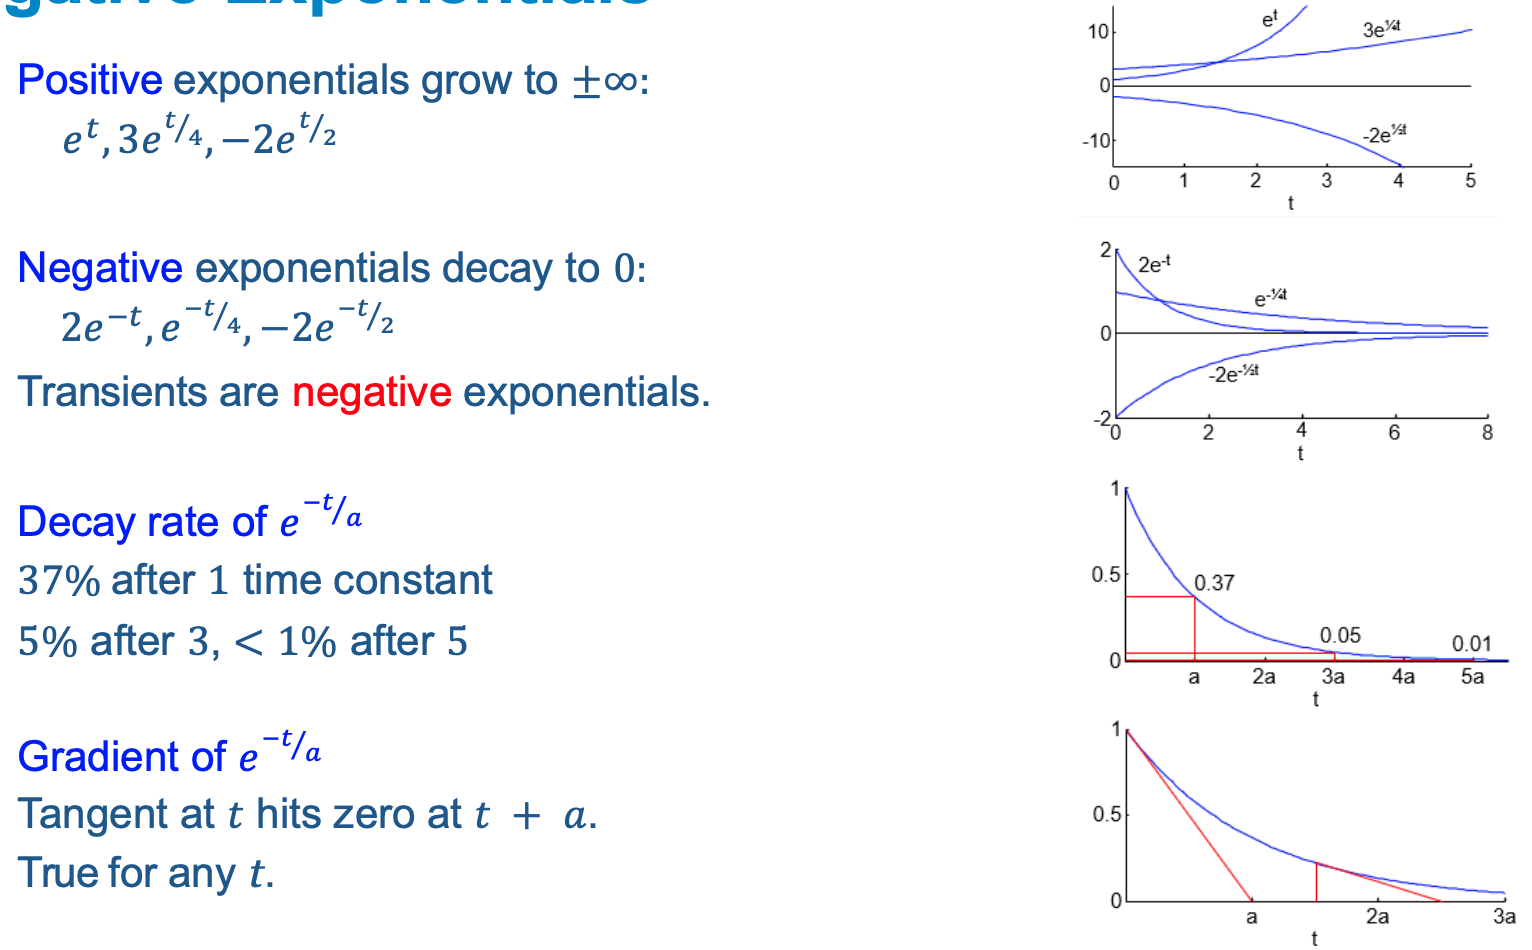 Positive exponentials grow to ±∞:
e^t, 3e^{t/4}, −2e^{t/2}
Negative exponentials decay to 0:
2e^{−t}, e^{−t/4}, −2e^{−t/2}
Transients are negative exponentials.
Decay rate of e^{−t/a}
37% after 1 time constant
5% after 3, < 1% after 5
Gradient of e^{−t/a}
Tangent at t hits zero at t + a.
True for any t.
10
0
-10
e^t
3e^{¼t}
-2e^{½t}
0 1 2 3 4 5
t
2
0
-2
2e^{-t}
e^{-¼t}
-2e^{-½t}
0 2 4 6 8
t
1
0.5
0
0.37
0.05
0.01
a 2a 3a 4a 5a
t
1
0.5
0
a 2a 3a
t